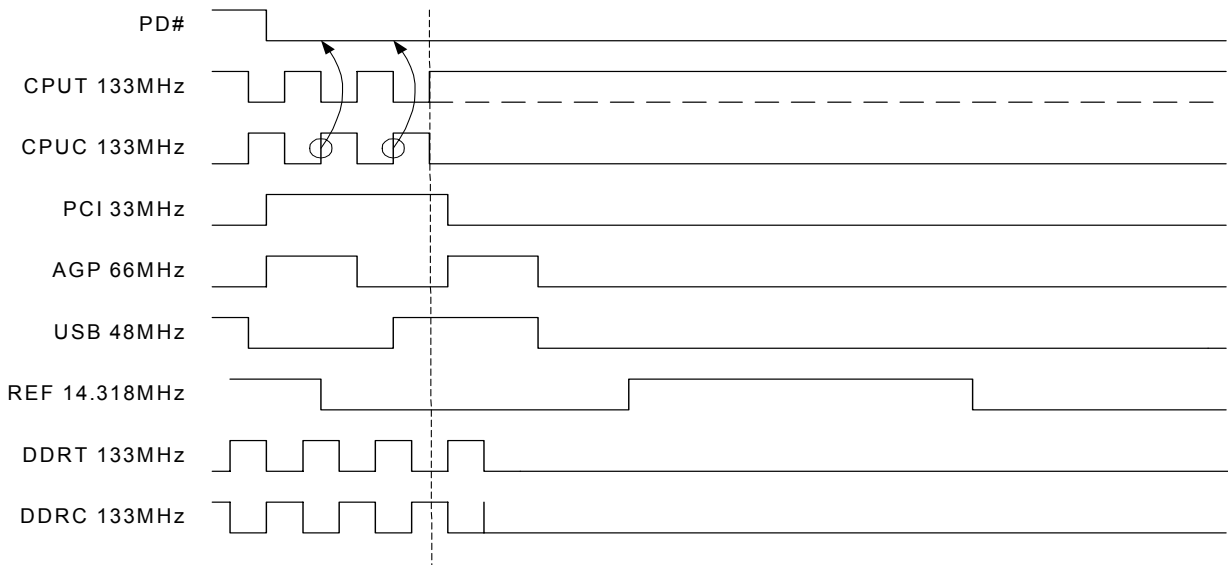 PD#
CPUT 133MHz
CPUC 133MHz
PCI 33MHz
AGP 66MHz
USB 48MHz
REF 14.318MHz
DDRT 133MHz
DDRC 133MHz